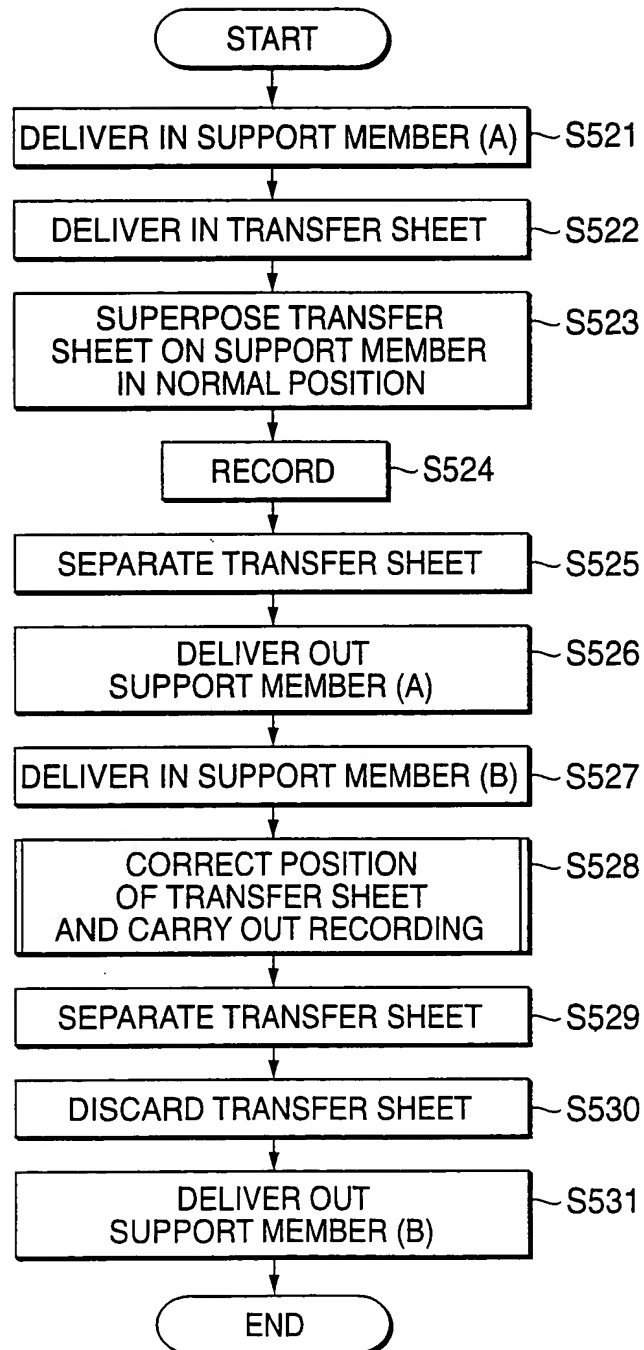 START
DELIVER IN SUPPORT MEMBER (A) S521
DELIVER IN TRANSFER SHEET S522
SUPERPOSE TRANSFER S523
SHEET ON SUPPORT MEMBER
IN NORMAL POSITION
RECORD S524
SEPARATE TRANSFER SHEET S525
DELIVER OUT S526
SUPPORT MEMBER (A)
DELIVER IN SUPPORT MEMBER (B) S527
CORRECT POSITION S528
OF TRANSFER SHEET
AND CARRY OUT RECORDING
SEPARATE TRANSFER SHEET S529
DISCARD TRANSFER SHEET S530
DELIVER OUT S531
SUPPORT MEMBER (B)
END